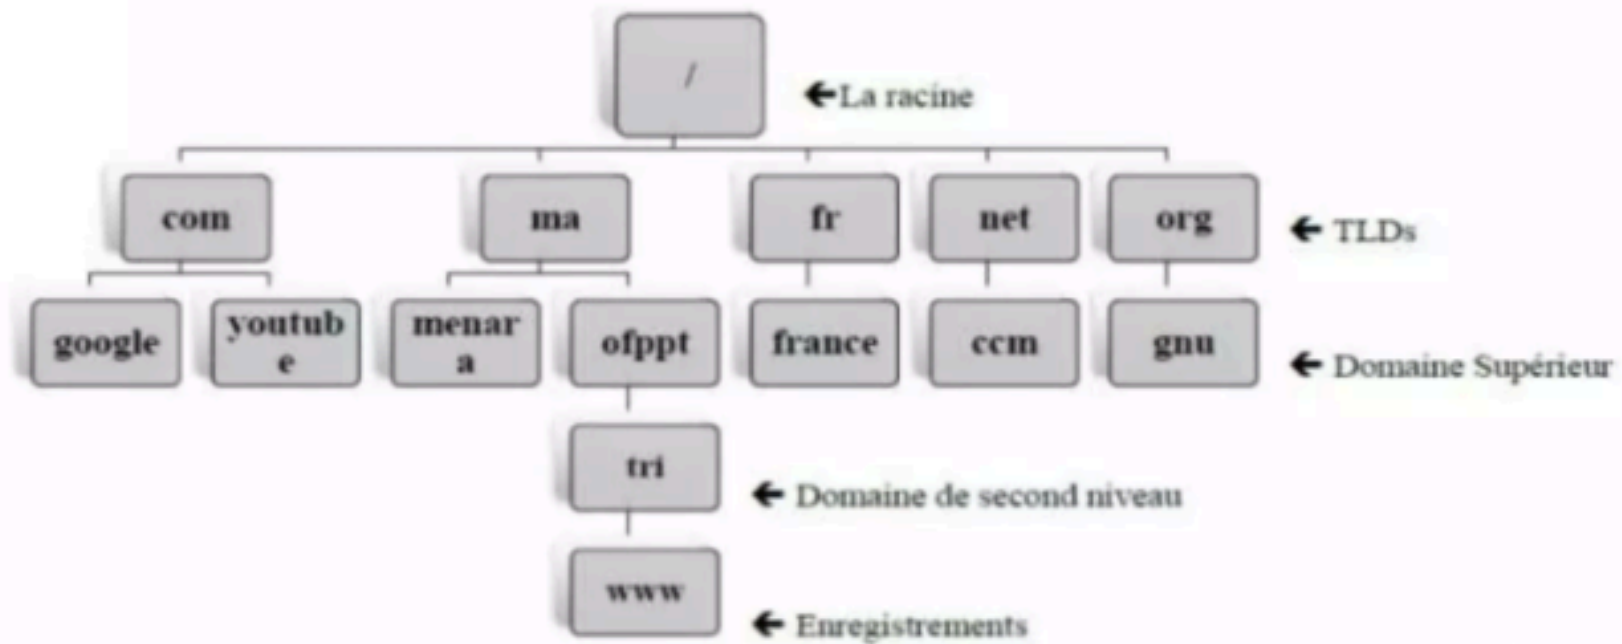 /
←La racine
com
ma
fr
net
org
← TLDs
google
youtub
e
menar
a
ofppt
france
ccm
gnu
← Domaine Supérieur
tri
← Domaine de second niveau
www
← Enregistrements